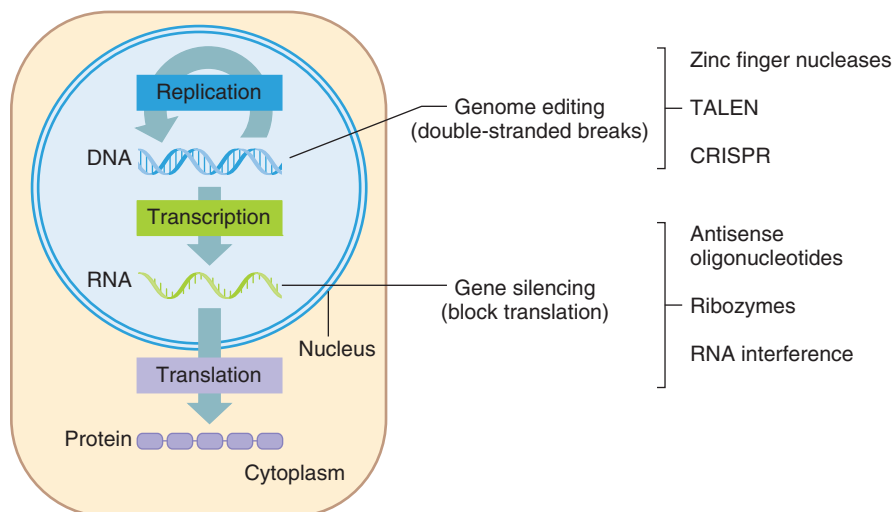 Replication
DNA
Transcription
RNA
Nucleus
Translation
Protein
Cytoplasm
Genome editing
(double-stranded breaks)
Zinc finger nucleases
TALEN
CRISPR
Gene silencing
(block translation)
Antisense
oligonucleotides
Ribozymes
RNA interference